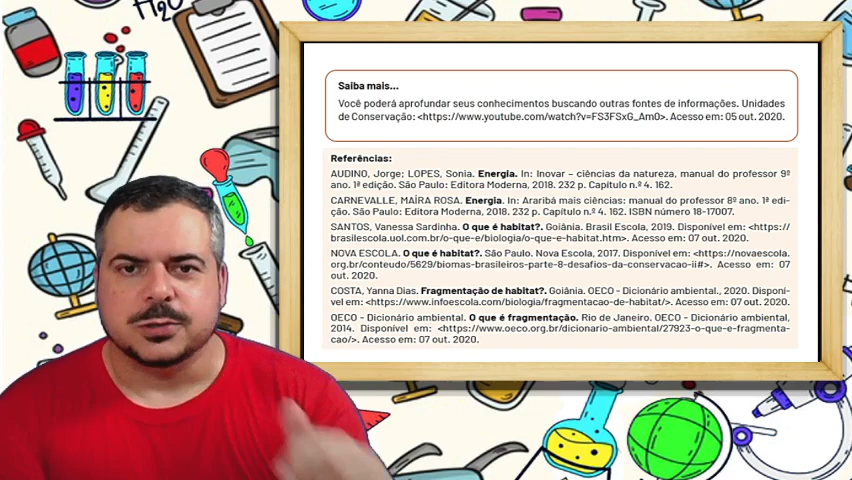 H₂O
Saiba mais...
Você poderá aprofundar seus conhecimentos buscando outras fontes de informações. Unidades
de Conservação: <https://www.youtube.com/watch?v=FS3FSxG_Am0>. Acesso em: 05 out. 2020.
Referências:
AUDINO, Jorge; LOPES, Sonia. Energia. In: Inovar – ciências da natureza, manual do professor 9º
ano. 1ª edição. São Paulo: Editora Moderna, 2018. 232 p. Capítulo n.º 4. 162.
CARNEVALLE, MAÍRA ROSA. Energia. In: Araribá mais ciências: manual do professor 8º ano. 1ª edi-
ção. São Paulo: Editora Moderna, 2018. 232 p. Capítulo n.º 4. 162. ISBN número 18-17007.
SANTOS, Vanessa Sardinha. O que é habitat?. Goiânia. Brasil Escola, 2019. Disponível em: <https://
brasilescola.uol.com.br/o-que-e/biologia/o-que-e-habitat.htm>. Acesso em: 07 out. 2020.
NOVA ESCOLA. O que é habitat?. São Paulo. Nova Escola, 2017. Disponível em: <https://novaescola.
org.br/conteudo/5629/biomas-brasileiros-parte-8-desafios-da-conservacao-ii#>. Acesso em: 07
out. 2020.
COSTA, Yanna Dias. Fragmentação de habitat?. Goiânia. OECO - Dicionário ambiental., 2020. Disponí-
vel em: <https://www.infoescola.com/biologia/fragmentacao-de-habitat/>. Acesso em: 07 out. 2020.
OECO - Dicionário ambiental. O que é fragmentação. Rio de Janeiro. OECO - Dicionário ambiental,
2014. Disponível em: <https://www.oeco.org.br/dicionario-ambiental/27923-o-que-e-fragmenta-
cao/>. Acesso em: 07 out. 2020.